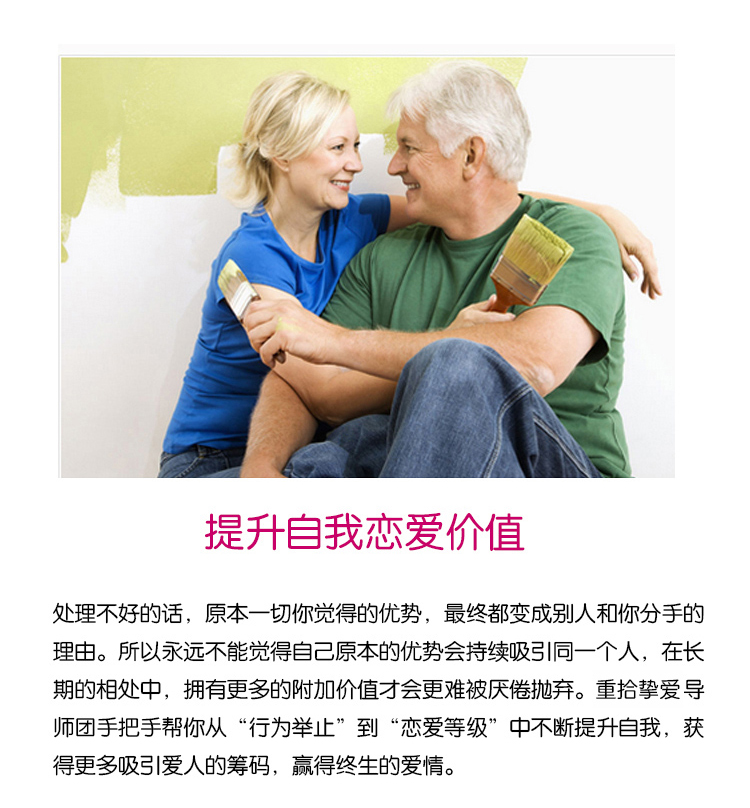 提升自我恋爱价值
处理不好的话，原本一切你觉得的优势，最终都变成别人和你分手的
理由。所以永远不能觉得自己原本的优势会持续吸引同一个人，在长
期的相处中，拥有更多的附加价值才会更难被厌倦抛弃。重拾挚爱导
师团手把手帮你从“行为举止”到“恋爱等级”中不断提升自我，获
得更多吸引爱人的筹码，赢得终生的爱情。